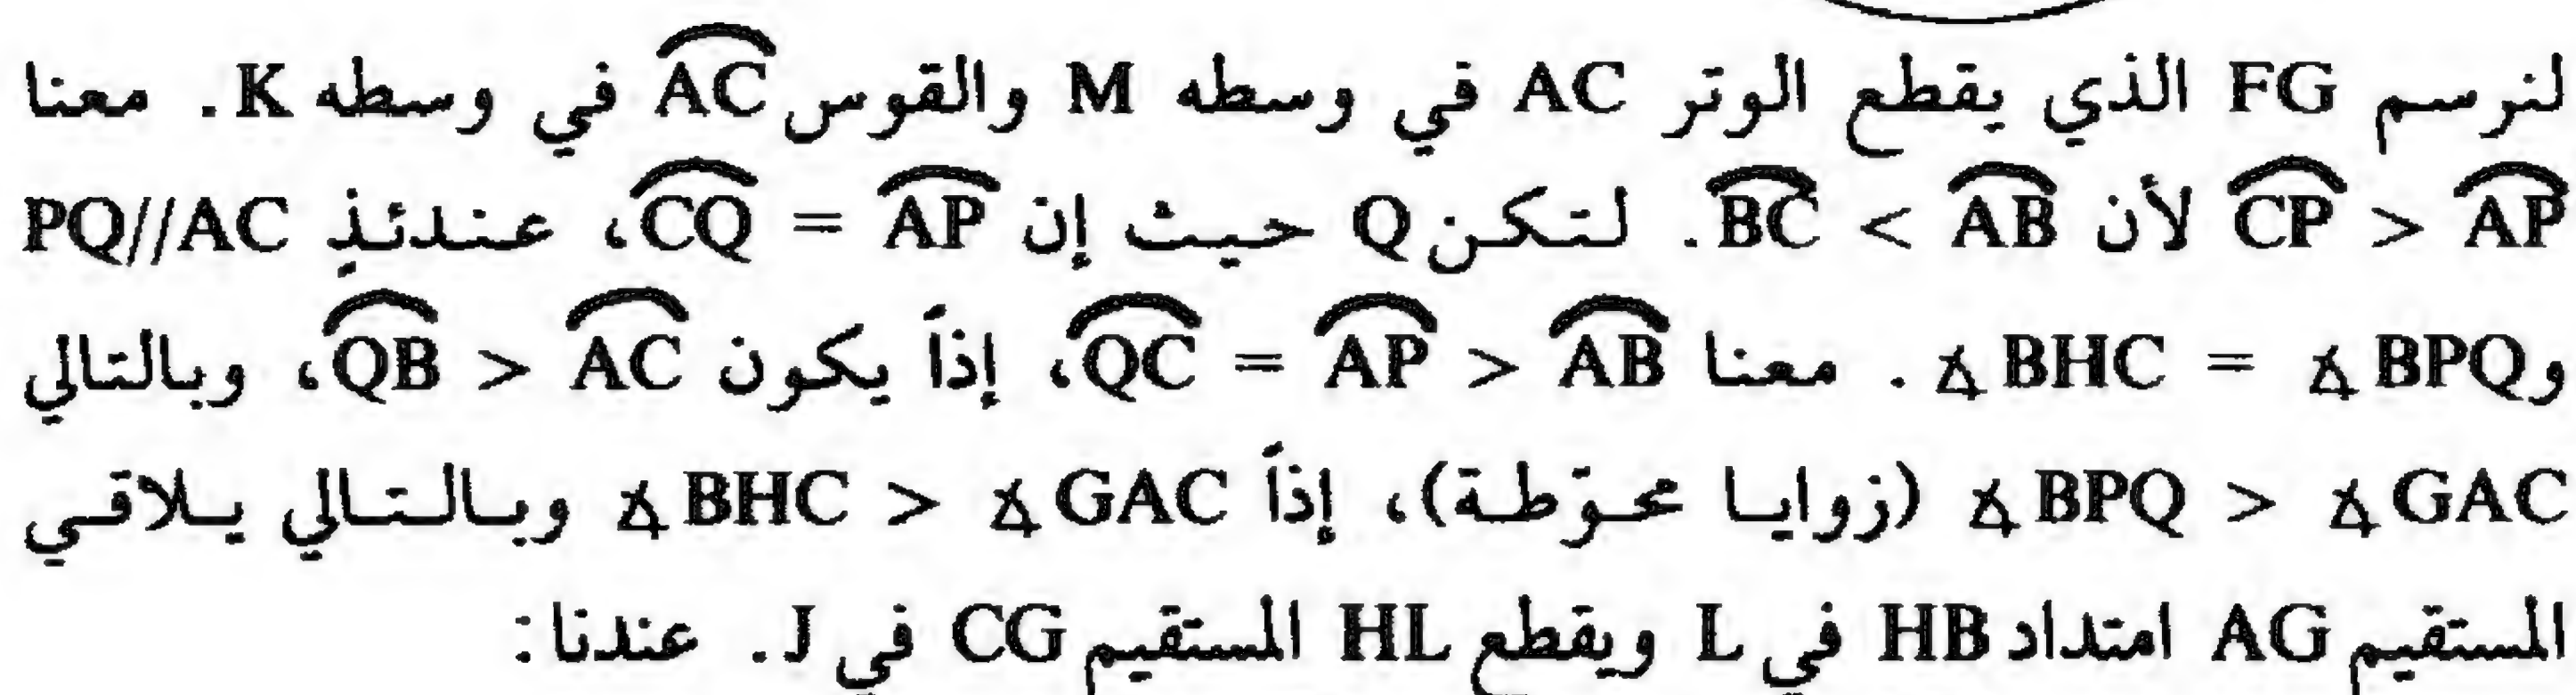 لنرسم FG الذي يقطع الوتر AC في وسطه M والقوس AC في وسطه K. معنا
CP > AP لأن BC < AB. لتكن Q حيث إن CQ = AP، عندئذٍ PQ//AC
و∡BHC = ∡BPQ. معنا QC = AP > AB، إذاً يكون QB > AC، وبالتالي
∡BPQ > ∡GAC (زوايا محوّطة)، إذاً ∡BHC > ∡GAC وبالتالي يلاقي
المستقيم AG امتداد HB في L ويقطع HL المستقيم CG في J. عندنا: